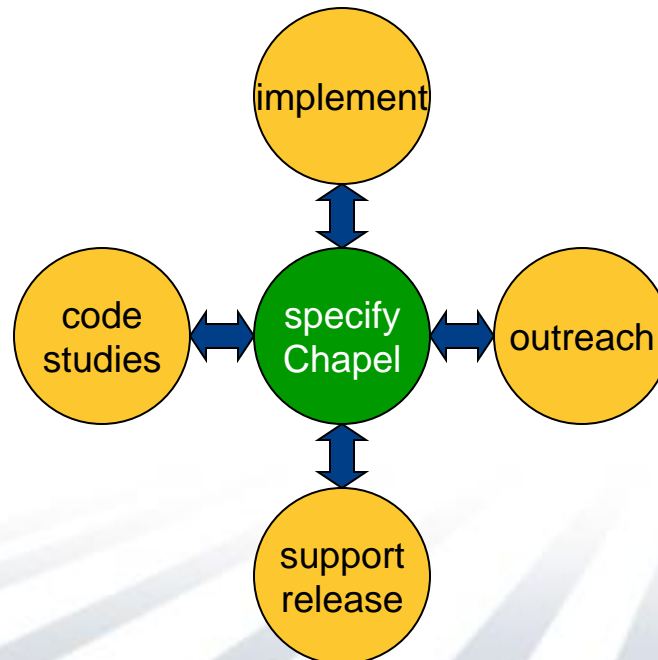 implement
code
studies
specify
Chapel
outreach
support
release